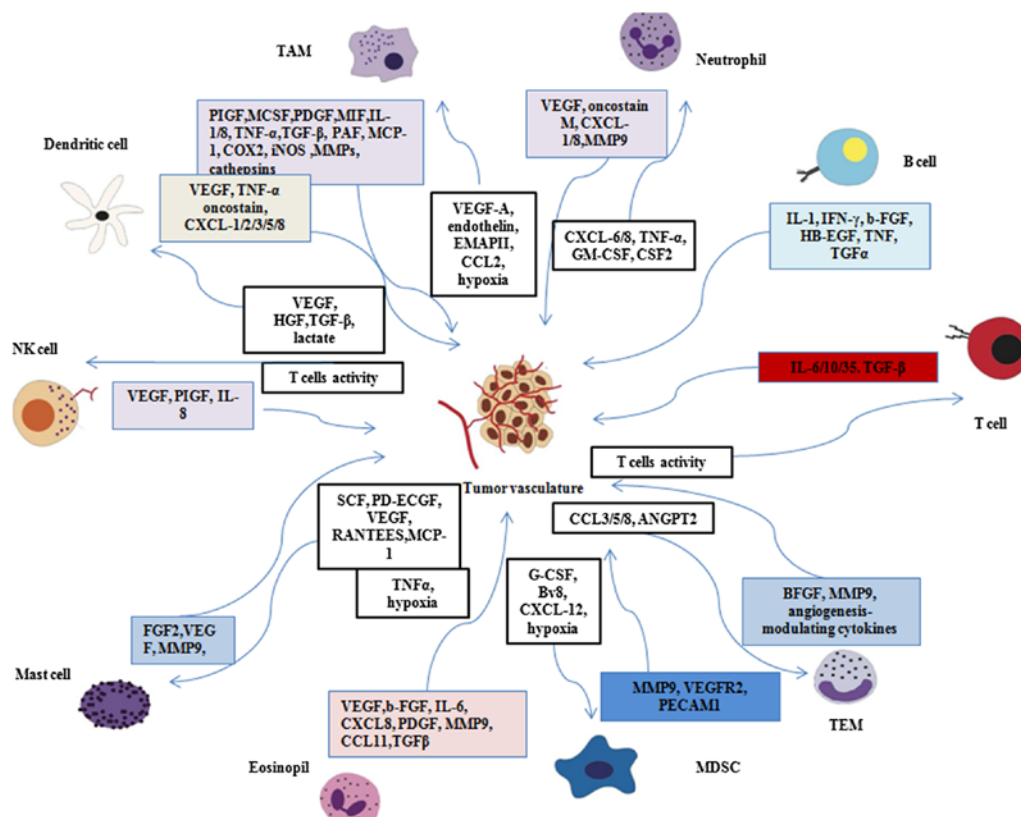 TAM
Neutrophil
PIGF,MCSF,PDGF,MIF,IL-
1/8, TNF-α,TGF-β, PAF, MCP-
1, COX2, iNOS ,MMPs,
cathepsins
VEGF, oncostain
M, CXCL-
1/8,MMP9
Dendritic cell
B cell
VEGF, TNF-α
oncostain,
CXCL-1/2/3/5/8
VEGF-A,
endothelin,
EMAPII,
CCL2,
hypoxia
CXCL-6/8, TNF-α,
GM-CSF, CSF2
IL-1, IFN-γ, b-FGF,
HB-EGF, TNF,
TGFα
VEGF,
HGF,TGF-β,
lactate
NK cell
T cells activity
IL-6/10/35. TGF-β
VEGF, PIGF, IL-
8
T cell
T cells activity
Tumor vasculature
SCF, PD-ECGF,
VEGF,
RANTEES,MCP-
1
CCL3/5/8, ANGPT2
TNFα,
hypoxia
G-CSF,
Bv8,
CXCL-12,
hypoxia
BFGF, MMP9,
angiogenesis-
modulating cytokines
FGF2,VEG
F, MMP9,
Mast cell
VEGF,b-FGF, IL-6,
CXCL8, PDGF, MMP9,
CCL11,TGFβ
MMP9, VEGFR2,
PECAM1
TEM
Eosinopil
MDSC